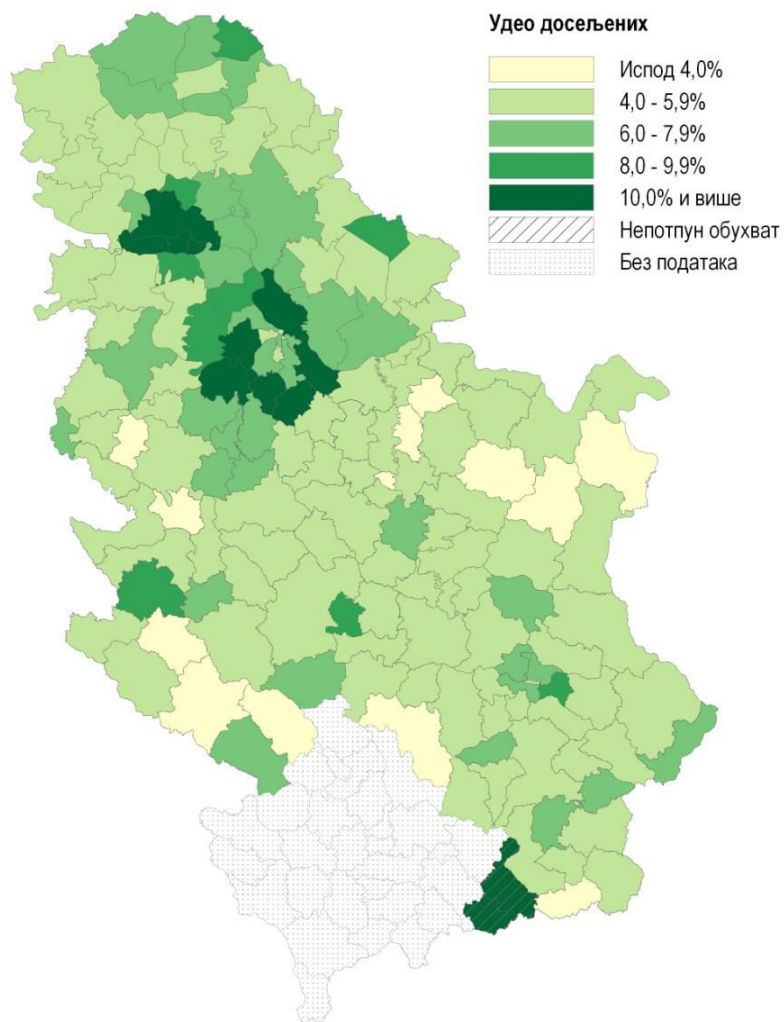 Удео досељених
Испод 4,0%
4,0 - 5,9%
6,0 - 7,9%
8,0 - 9,9%
10,0% и више
Непотпун обухват
Без података